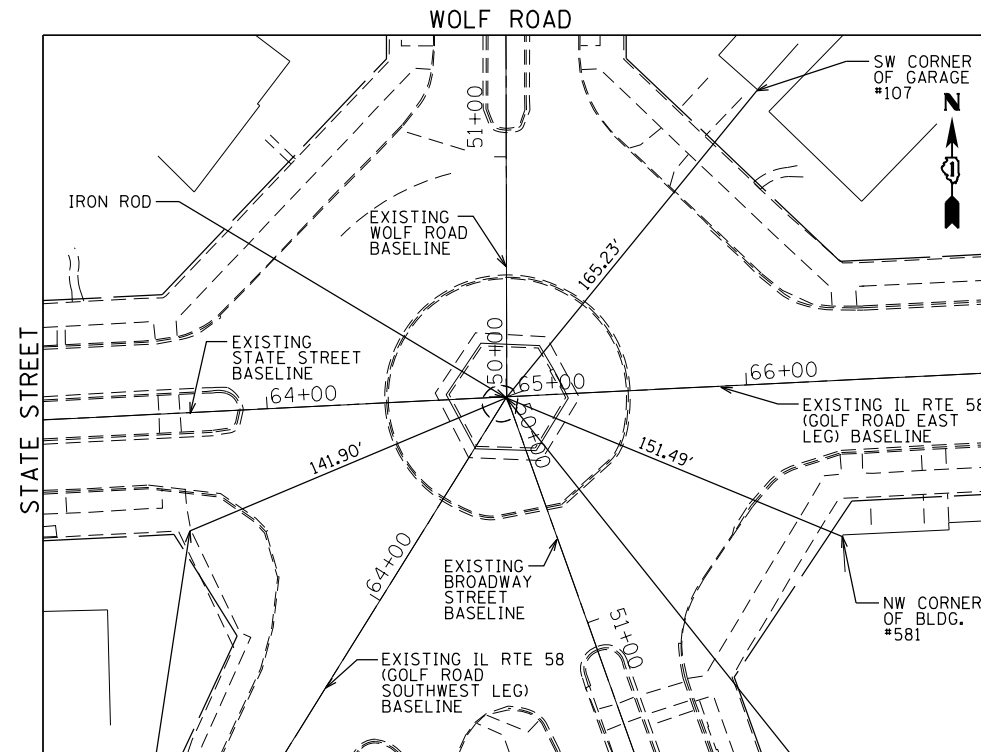 WOLF ROAD
SW CORNER
OF GARAGE
#107
N
51+00
IRON ROD
EXISTING
WOLF ROAD
BASELINE
165.23'
STATE STREET
EXISTING
STATE STREET
BASELINE
50+00
64+00
65+00
66+00
50+00
EXISTING IL RTE 58
(GOLF ROAD EAST
LEG) BASELINE
141.90'
151.49'
64+00
EXISTING
BROADWAY
STREET
BASELINE
51+00
NW CORNER
OF BLDG.
#581
EXISTING IL RTE 58
(GOLF ROAD
SOUTHWEST LEG)
BASELINE